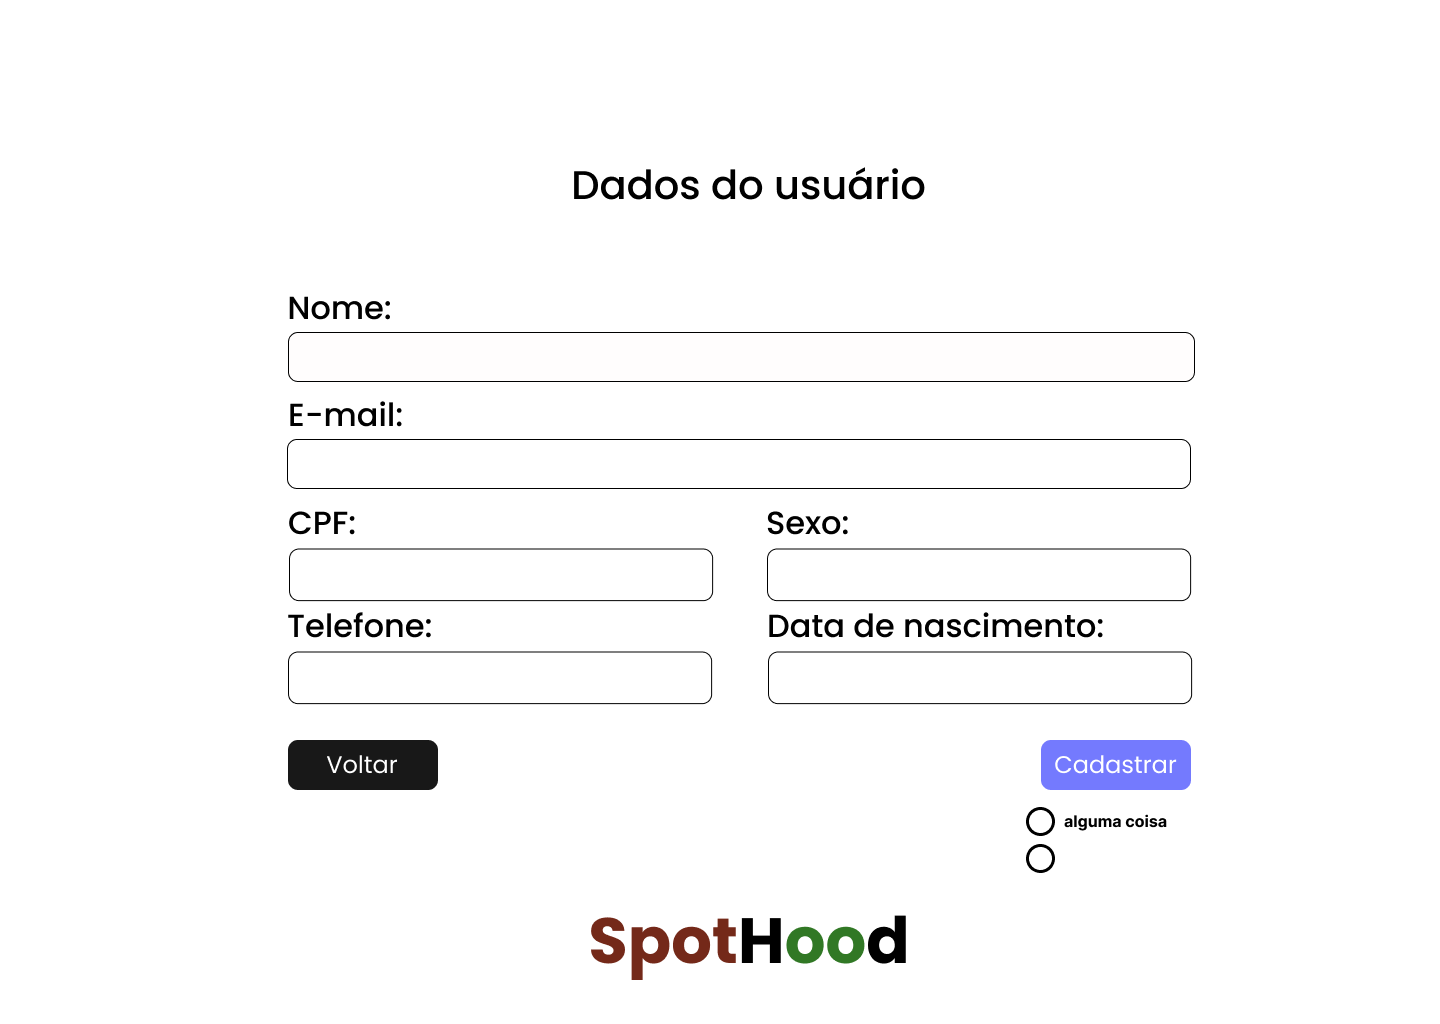 Dados do usuário
Nome:
E-mail:
CPF:
Sexo:
Telefone:
Data de nascimento:
Voltar
Cadastrar
alguma coisa
SpotHood